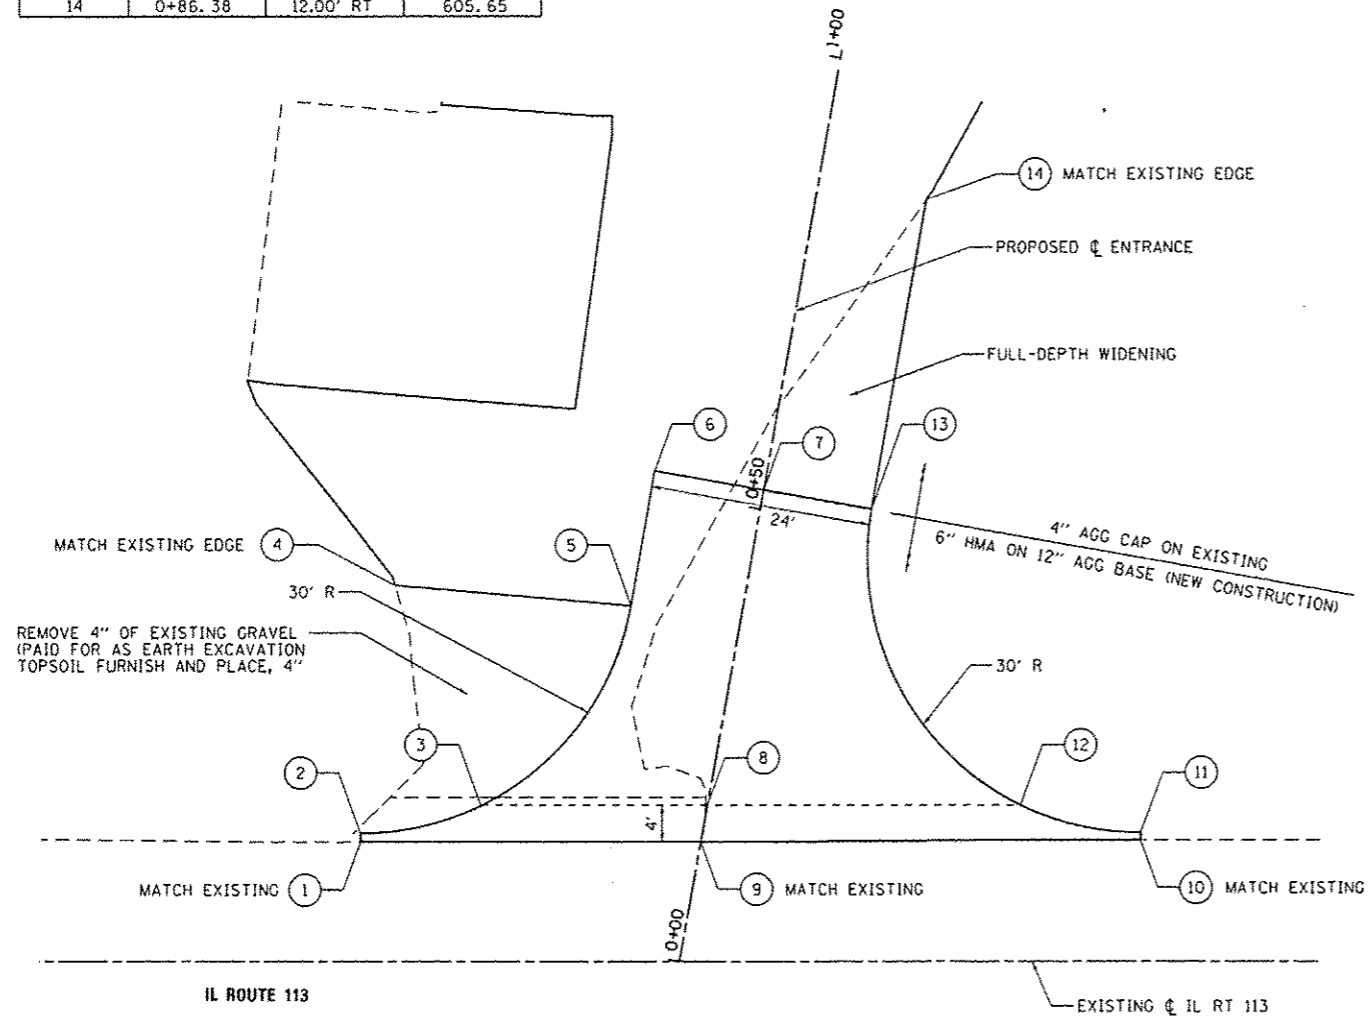 14 0+86.38 12.00' RT 605.65
L1+00
14 MATCH EXISTING EDGE
PROPOSED ℄ ENTRANCE
FULL-DEPTH WIDENING
6
7
13
0+50
24'
4" AGG CAP ON EXISTING
6" HMA ON 12" AGG BASE (NEW CONSTRUCTION)
MATCH EXISTING EDGE 4
5
30' R
REMOVE 4" OF EXISTING GRAVEL
(PAID FOR AS EARTH EXCAVATION
TOPSOIL FURNISH AND PLACE, 4"
30' R
3
8
12
2
11
4'
MATCH EXISTING 1
9 MATCH EXISTING
10 MATCH EXISTING
0+00
IL ROUTE 113
EXISTING ℄ IL RT 113